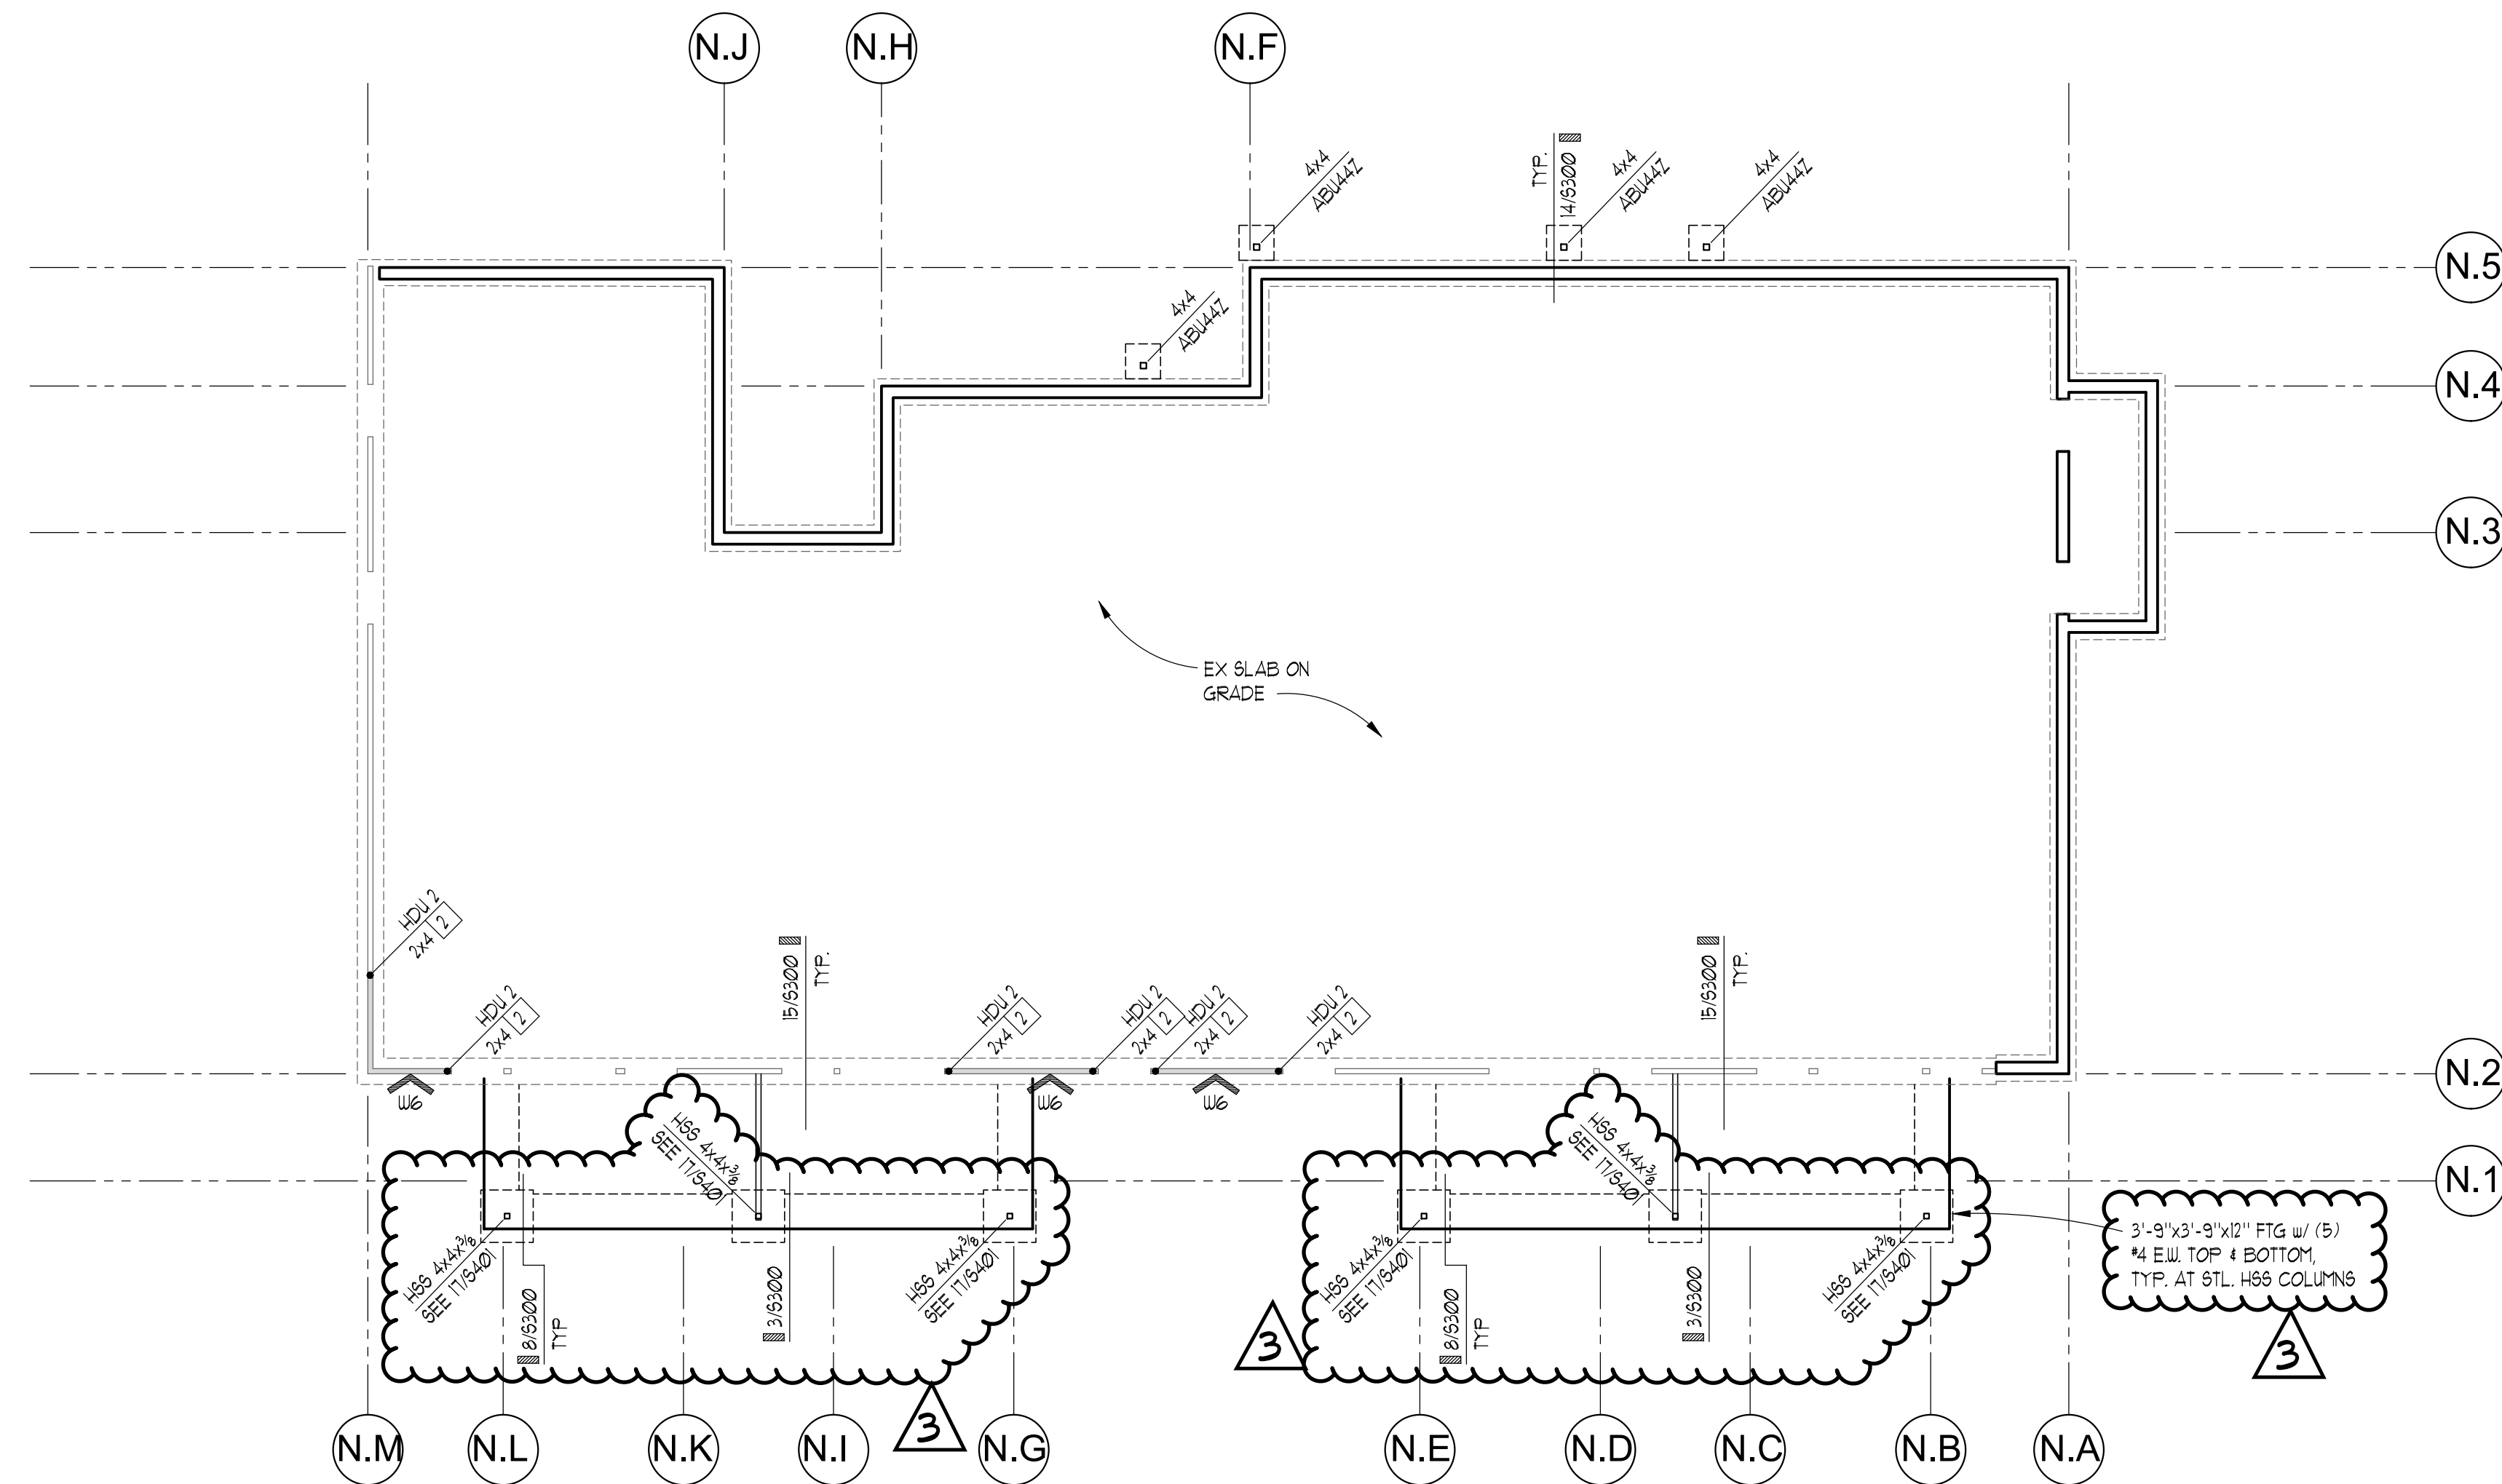 N.J
N.H
N.F
4x4
ABU44Z
TYP.
14/S300
4x4
ABU44Z
4x4
ABU44Z
N.5
4x4
ABU44Z
N.4
N.3
EX SLAB ON
GRADE
HDU 2
2x4 2
15/S300
TYP.
15/S300
TYP.
HDU 2
2x4 2
HDU 2
2x4 2
HDU 2
2x4 2
HDU 2
2x4 2
HDU 2
2x4 2
N.2
W6
W6
W6
HSS 4x4x3/8
SEE 17/S401
HSS 4x4x3/8
SEE 17/S401
N.1
HSS 4x4x3/8
SEE 17/S401
HSS 4x4x3/8
SEE 17/S401
HSS 4x4x3/8
SEE 17/S401
HSS 4x4x3/8
SEE 17/S401
3'-9"x3'-9"x12" FTG w/ (5)
#4 E.W. TOP & BOTTOM,
TYP. AT STL. HSS COLUMNS
8/S300
TYP
3/S300
8/S300
TYP
3/S300
3
3
3
N.M
N.L
N.K
N.I
N.G
N.E
N.D
N.C
N.B
N.A